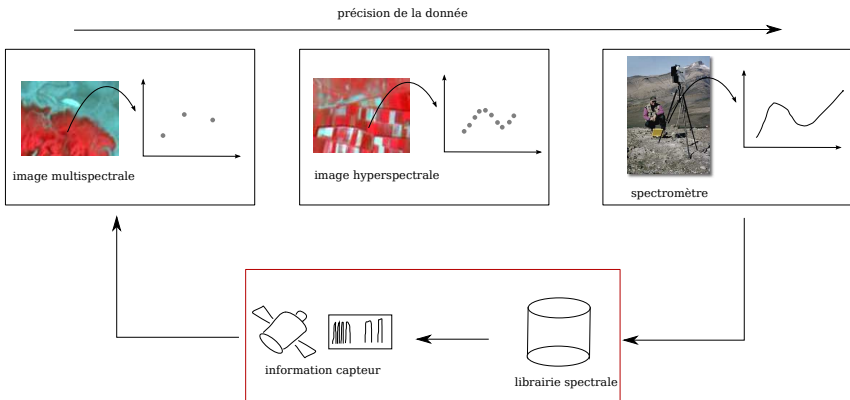 précision de la donnée
image multispectrale
image hyperspectrale
spectromètre
information capteur
librairie spectrale